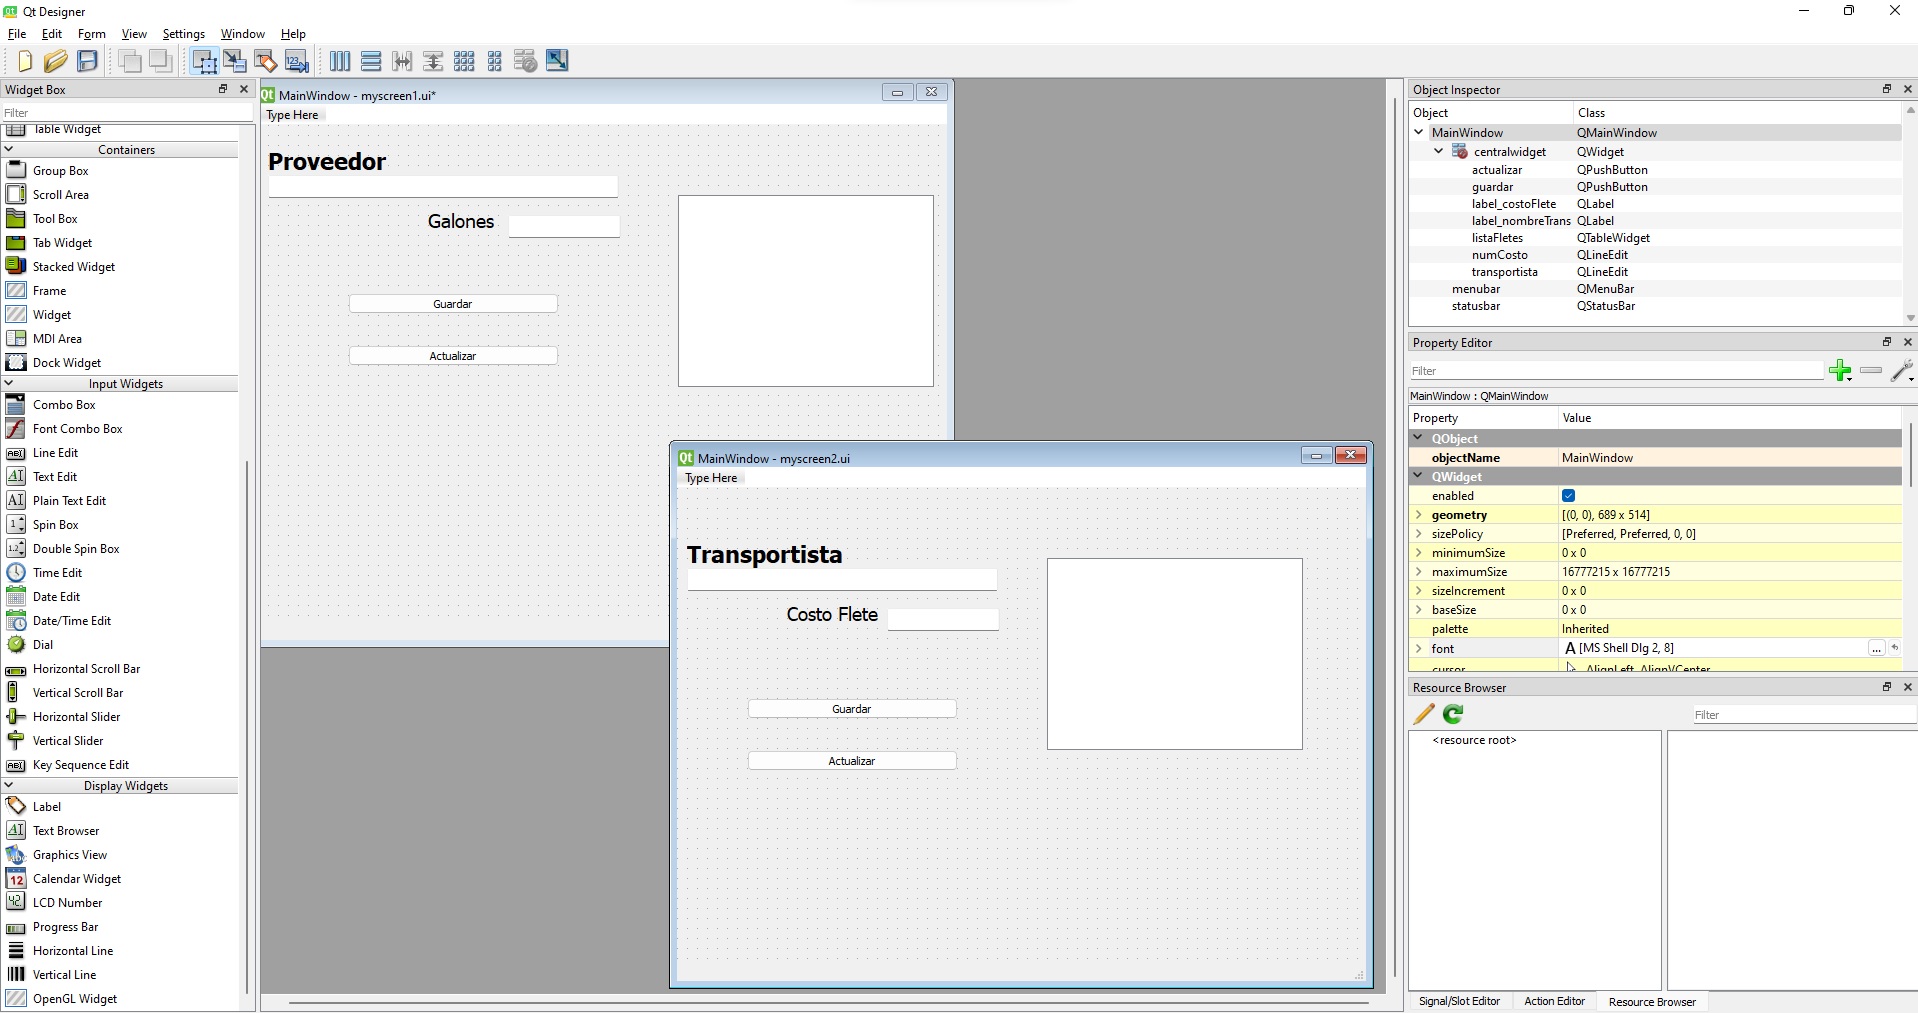 Qt Designer
File Edit Form View Settings Window Help
Widget Box
Filter
Table Widget
Containers
Group Box
Scroll Area
Tool Box
Tab Widget
Stacked Widget
Frame
Widget
MDI Area
Dock Widget
Input Widgets
Combo Box
Font Combo Box
Line Edit
Text Edit
Plain Text Edit
Spin Box
Double Spin Box
Time Edit
Date Edit
Date/Time Edit
Dial
Horizontal Scroll Bar
Vertical Scroll Bar
Horizontal Slider
Vertical Slider
Key Sequence Edit
Display Widgets
Label
Text Browser
Graphics View
Calendar Widget
LCD Number
Progress Bar
Horizontal Line
Vertical Line
OpenGL Widget
MainWindow - myscreen1.ui*
Type Here
Proveedor
Galones
Guardar
Actualizar
MainWindow - myscreen2.ui
Type Here
Transportista
Costo Flete
Guardar
Actualizar
Object Inspector
Object Class
MainWindow QMainWindow
centralwidget QWidget
actualizar QPushButton
guardar QPushButton
label_costoFlete QLabel
label_nombreTrans QLabel
listaFletes QTableWidget
numCosto QLineEdit
transportista QLineEdit
menubar QMenuBar
statusbar QStatusBar
Property Editor
Filter
MainWindow : QMainWindow
Property Value
QObject
objectName MainWindow
QWidget
enabled
geometry [(0, 0), 689 x 514]
sizePolicy [Preferred, Preferred, 0, 0]
minimumSize 0 x 0
maximumSize 16777215 x 16777215
sizeIncrement 0 x 0
baseSize 0 x 0
palette Inherited
font A [MS Shell Dlg 2, 8] ...
cursor
Resource Browser
Filter
<resource root>
Signal/Slot Editor Action Editor Resource Browser